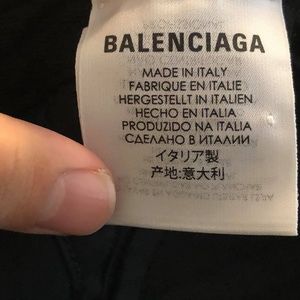 BALENCIAGA
MADE IN ITALY
FABRIQUE EN ITALIE
HERGESTELLT IN ITALIEN
HECHO EN ITALIA
PRODUZIDO NA ITALIA
СДЕЛАНО В ИТАЛИИ
イタリア製
产地:意大利